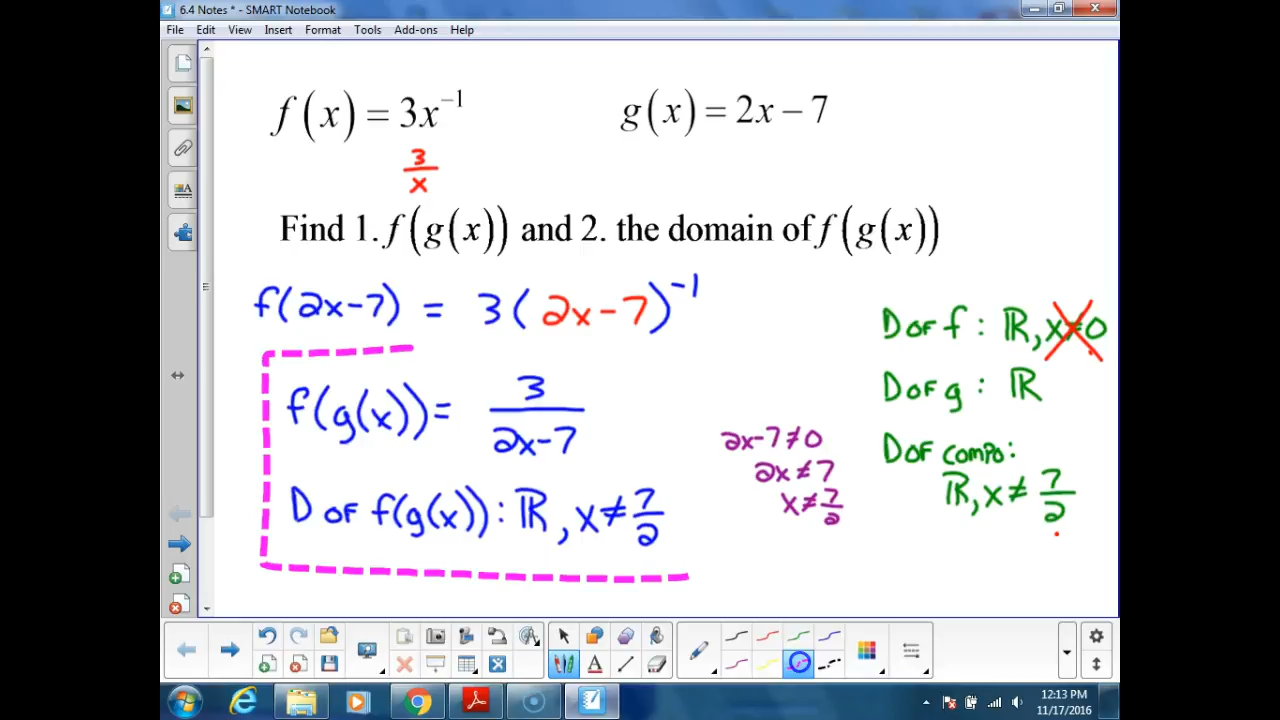 6.4 Notes * - SMART Notebook
File Edit View Insert Format Tools Add-ons Help
f(x) = 3x⁻¹
g(x) = 2x − 7
3/x
Find 1. f(g(x)) and 2. the domain of f(g(x))
f(2x-7) = 3(2x-7)⁻¹
D OF f : ℝ, x≠0
D OF g : ℝ
f(g(x)) = 3/(2x-7)
2x-7≠0
2x≠7
x≠7/2
D OF compo:
ℝ, x≠ 7/2
D OF f(g(x)): ℝ, x≠ 7/2
A
12:13 PM
11/17/2016